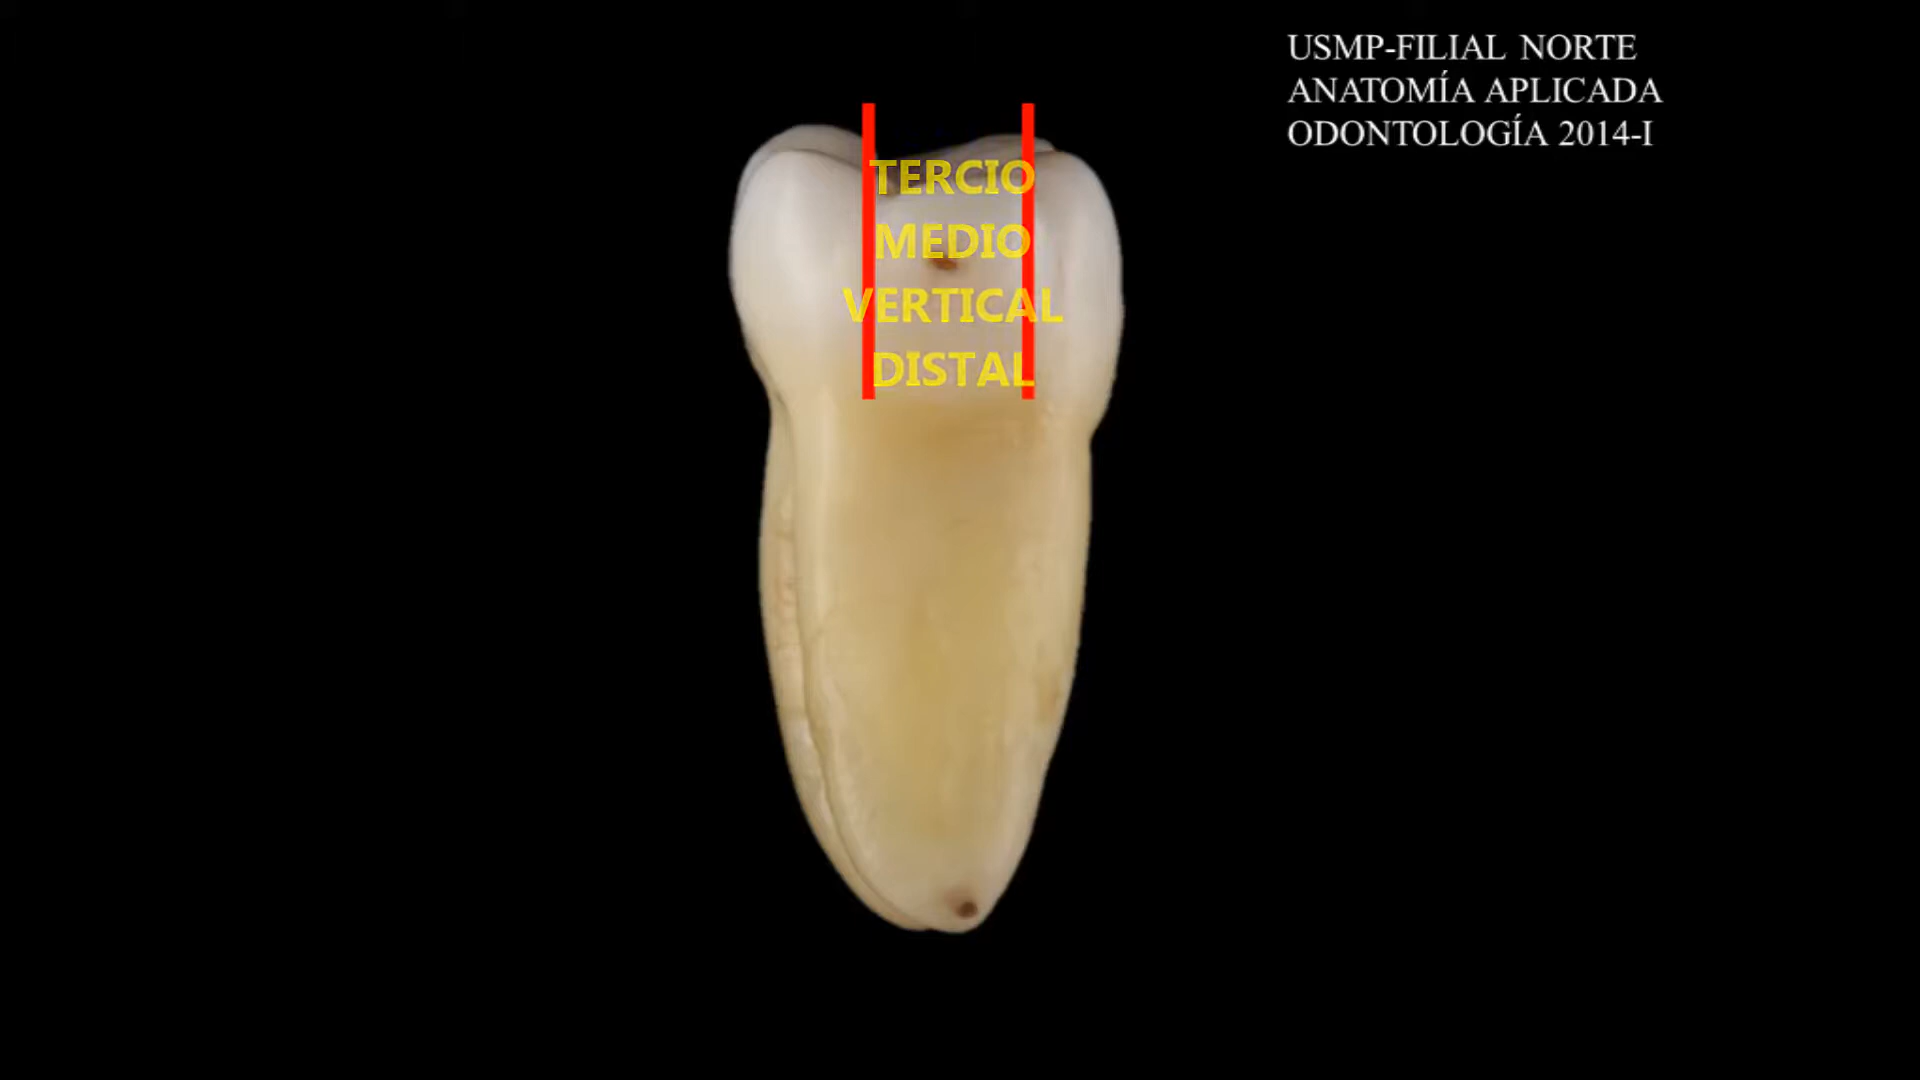 USMP-FILIAL NORTE
ANATOMÍA APLICADA
ODONTOLOGÍA 2014-I
TERCIO
MEDIO
VERTICAL
DISTAL